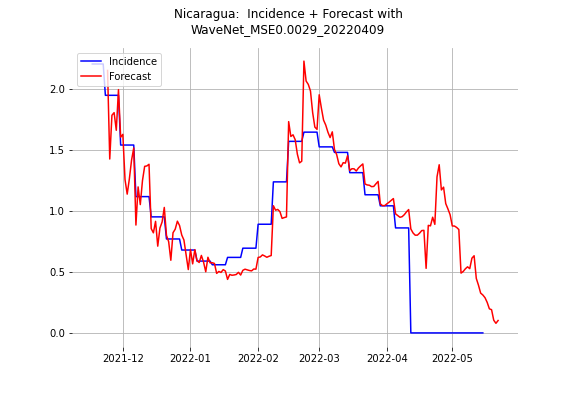 Nicaragua:  Incidence + Forecast with
WaveNet_MSE0.0029_20220409
Incidence
Forecast
2.0
1.5
1.0
0.5
0.0
2021-12 2022-01 2022-02 2022-03 2022-04 2022-05